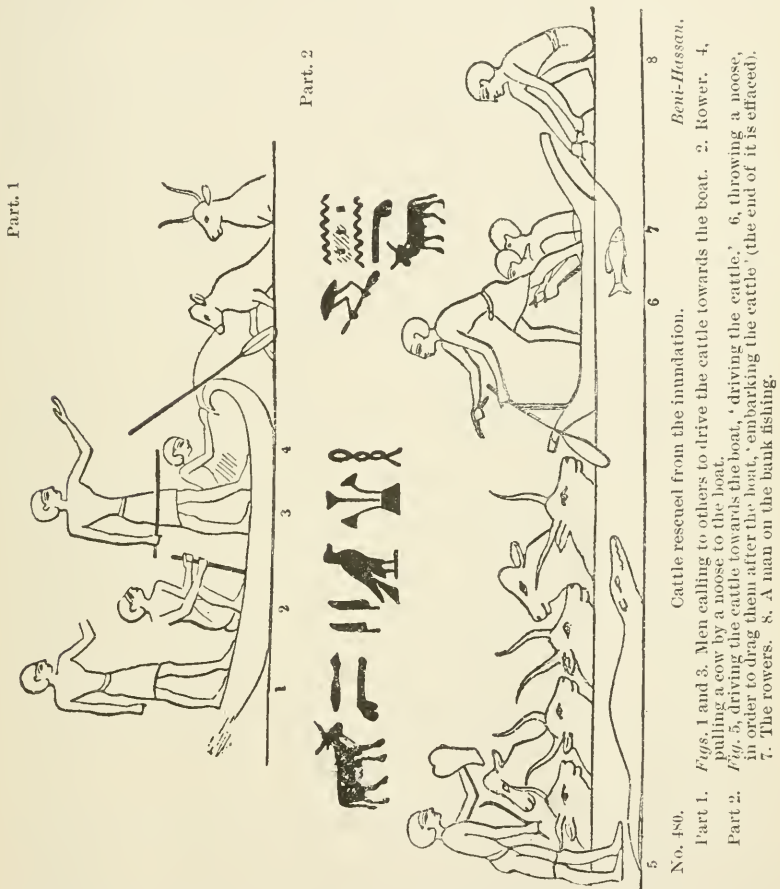 Part. 1
1 2 3 4
Part. 2
5 6 7 8
No. 480. Cattle rescued from the inundation. Beni-Hassan.
Part 1. Figs. 1 and 3. Men calling to others to drive the cattle towards the boat. 2. Rower. 4,
pulling a cow by a noose to the boat.
Part 2. Fig. 5, driving the cattle towards the boat, ‘driving the cattle.’ 6, throwing a noose,
in order to drag them after the boat, ‘embarking the cattle’ (the end of it is effaced).
7. The rowers. 8. A man on the bank fishing.